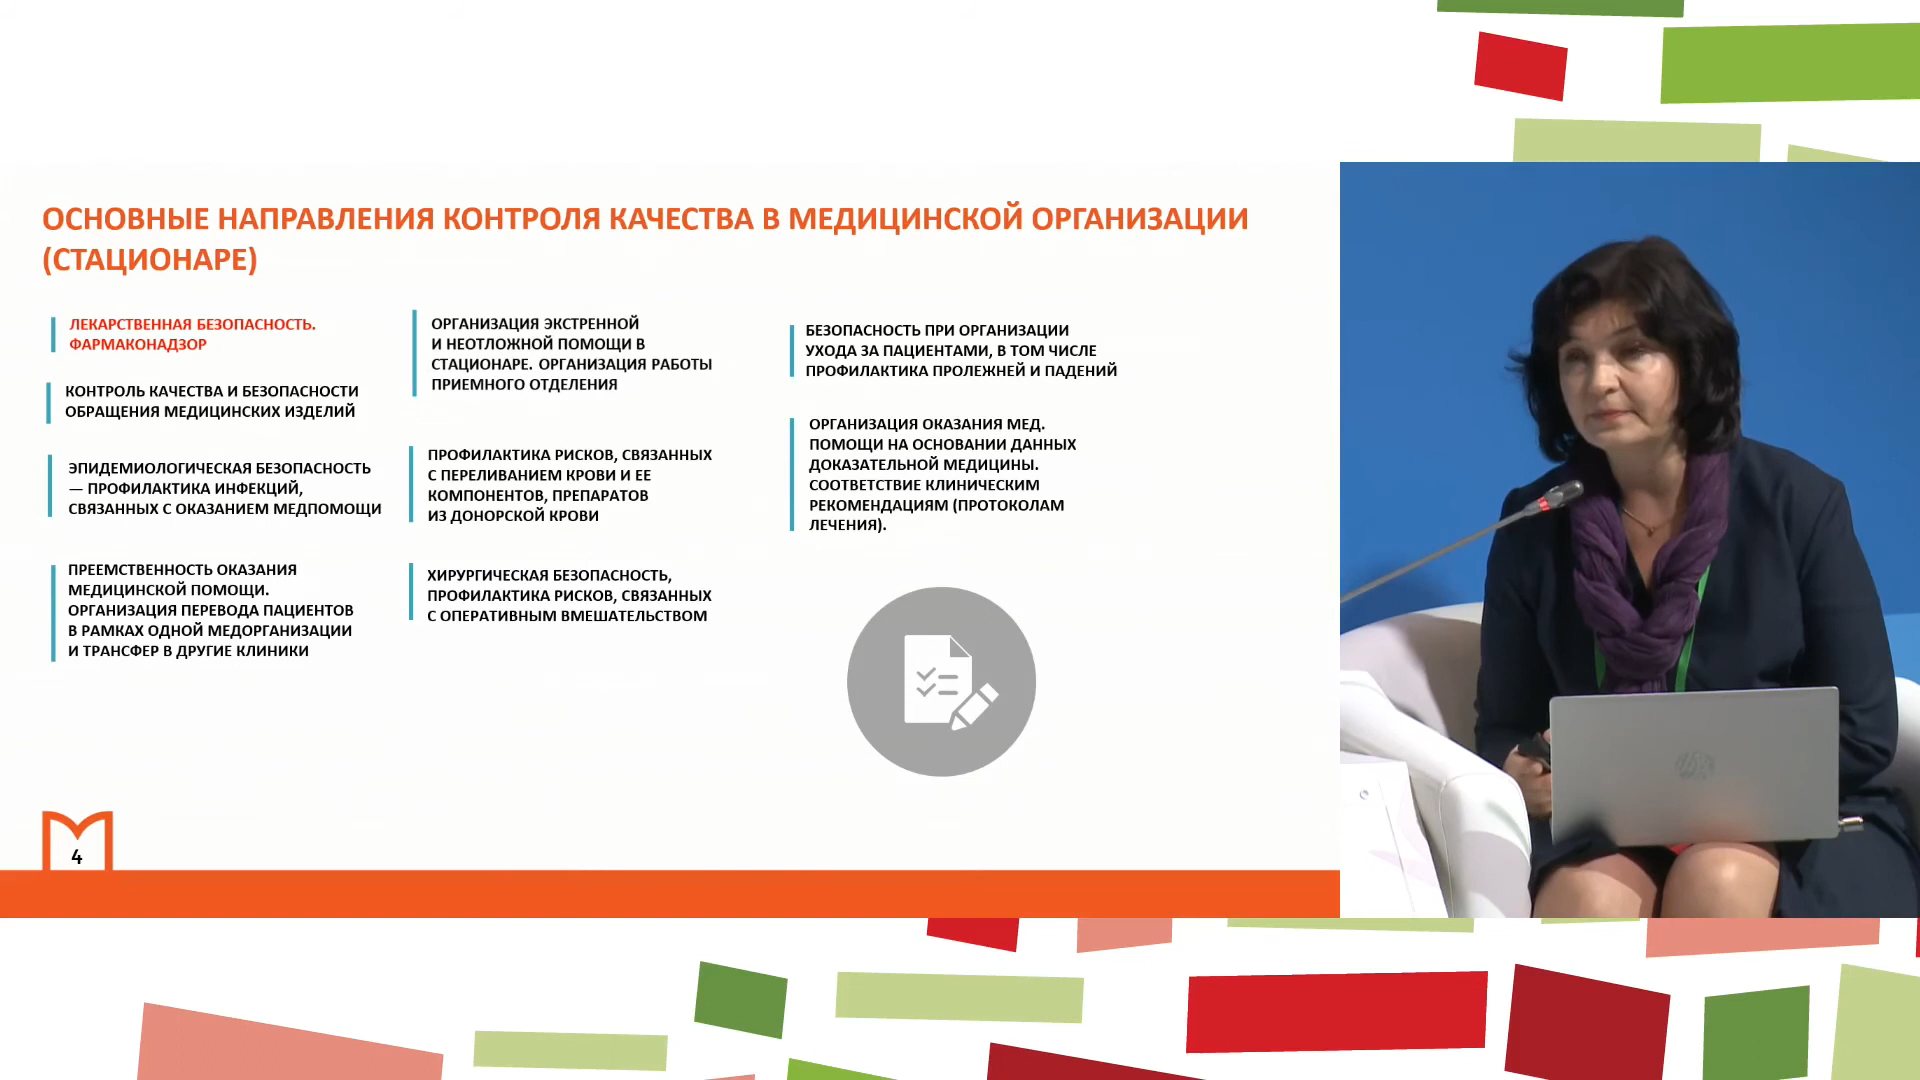 ОСНОВНЫЕ НАПРАВЛЕНИЯ КОНТРОЛЯ КАЧЕСТВА В МЕДИЦИНСКОЙ ОРГАНИЗАЦИИ
(СТАЦИОНАРЕ)
ЛЕКАРСТВЕННАЯ БЕЗОПАСНОСТЬ.
ФАРМАКОНАДЗОР
КОНТРОЛЬ КАЧЕСТВА И БЕЗОПАСНОСТИ
ОБРАЩЕНИЯ МЕДИЦИНСКИХ ИЗДЕЛИЙ
ЭПИДЕМИОЛОГИЧЕСКАЯ БЕЗОПАСНОСТЬ
— ПРОФИЛАКТИКА ИНФЕКЦИЙ,
СВЯЗАННЫХ С ОКАЗАНИЕМ МЕДПОМОЩИ
ПРЕЕМСТВЕННОСТЬ ОКАЗАНИЯ
МЕДИЦИНСКОЙ ПОМОЩИ.
ОРГАНИЗАЦИЯ ПЕРЕВОДА ПАЦИЕНТОВ
В РАМКАХ ОДНОЙ МЕДОРГАНИЗАЦИИ
И ТРАНСФЕР В ДРУГИЕ КЛИНИКИ
ОРГАНИЗАЦИЯ ЭКСТРЕННОЙ
И НЕОТЛОЖНОЙ ПОМОЩИ В
СТАЦИОНАРЕ. ОРГАНИЗАЦИЯ РАБОТЫ
ПРИЕМНОГО ОТДЕЛЕНИЯ
ПРОФИЛАКТИКА РИСКОВ, СВЯЗАННЫХ
С ПЕРЕЛИВАНИЕМ КРОВИ И ЕЕ
КОМПОНЕНТОВ, ПРЕПАРАТОВ
ИЗ ДОНОРСКОЙ КРОВИ
ХИРУРГИЧЕСКАЯ БЕЗОПАСНОСТЬ,
ПРОФИЛАКТИКА РИСКОВ, СВЯЗАННЫХ
С ОПЕРАТИВНЫМ ВМЕШАТЕЛЬСТВОМ
БЕЗОПАСНОСТЬ ПРИ ОРГАНИЗАЦИИ
УХОДА ЗА ПАЦИЕНТАМИ, В ТОМ ЧИСЛЕ
ПРОФИЛАКТИКА ПРОЛЕЖНЕЙ И ПАДЕНИЙ
ОРГАНИЗАЦИЯ ОКАЗАНИЯ МЕД.
ПОМОЩИ НА ОСНОВАНИИ ДАННЫХ
ДОКАЗАТЕЛЬНОЙ МЕДИЦИНЫ.
СООТВЕТСТВИЕ КЛИНИЧЕСКИМ
РЕКОМЕНДАЦИЯМ (ПРОТОКОЛАМ
ЛЕЧЕНИЯ).
4